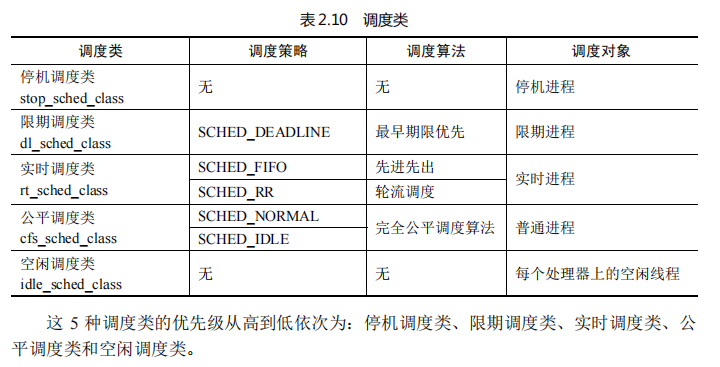 表 2.10 调度类
调度类 调度策略 调度算法 调度对象
停机调度类
stop_sched_class
无 无 停机进程
限期调度类
dl_sched_class
SCHED_DEADLINE 最早期限优先 限期进程
实时调度类
rt_sched_class
SCHED_FIFO 先进先出
SCHED_RR 轮流调度
实时进程
公平调度类
cfs_sched_class
SCHED_NORMAL
SCHED_IDLE
完全公平调度算法 普通进程
空闲调度类
idle_sched_class
无 无 每个处理器上的空闲线程
这 5 种调度类的优先级从高到低依次为：停机调度类、限期调度类、实时调度类、公
平调度类和空闲调度类。